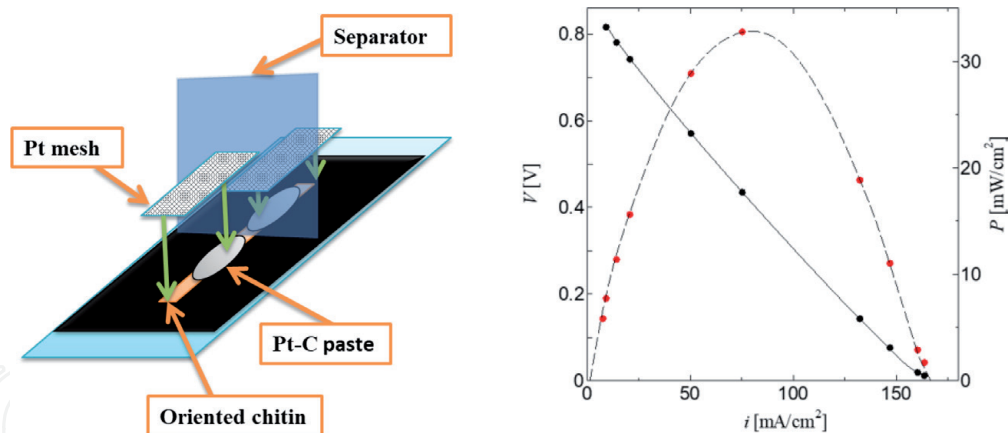 Separator
Pt mesh
Pt-C paste
Oriented chitin
V [V]
0.8
0.6
0.4
0.2
0
0
50
100
150
i [mA/cm²]
30
20
10
0
P [mW/cm²]